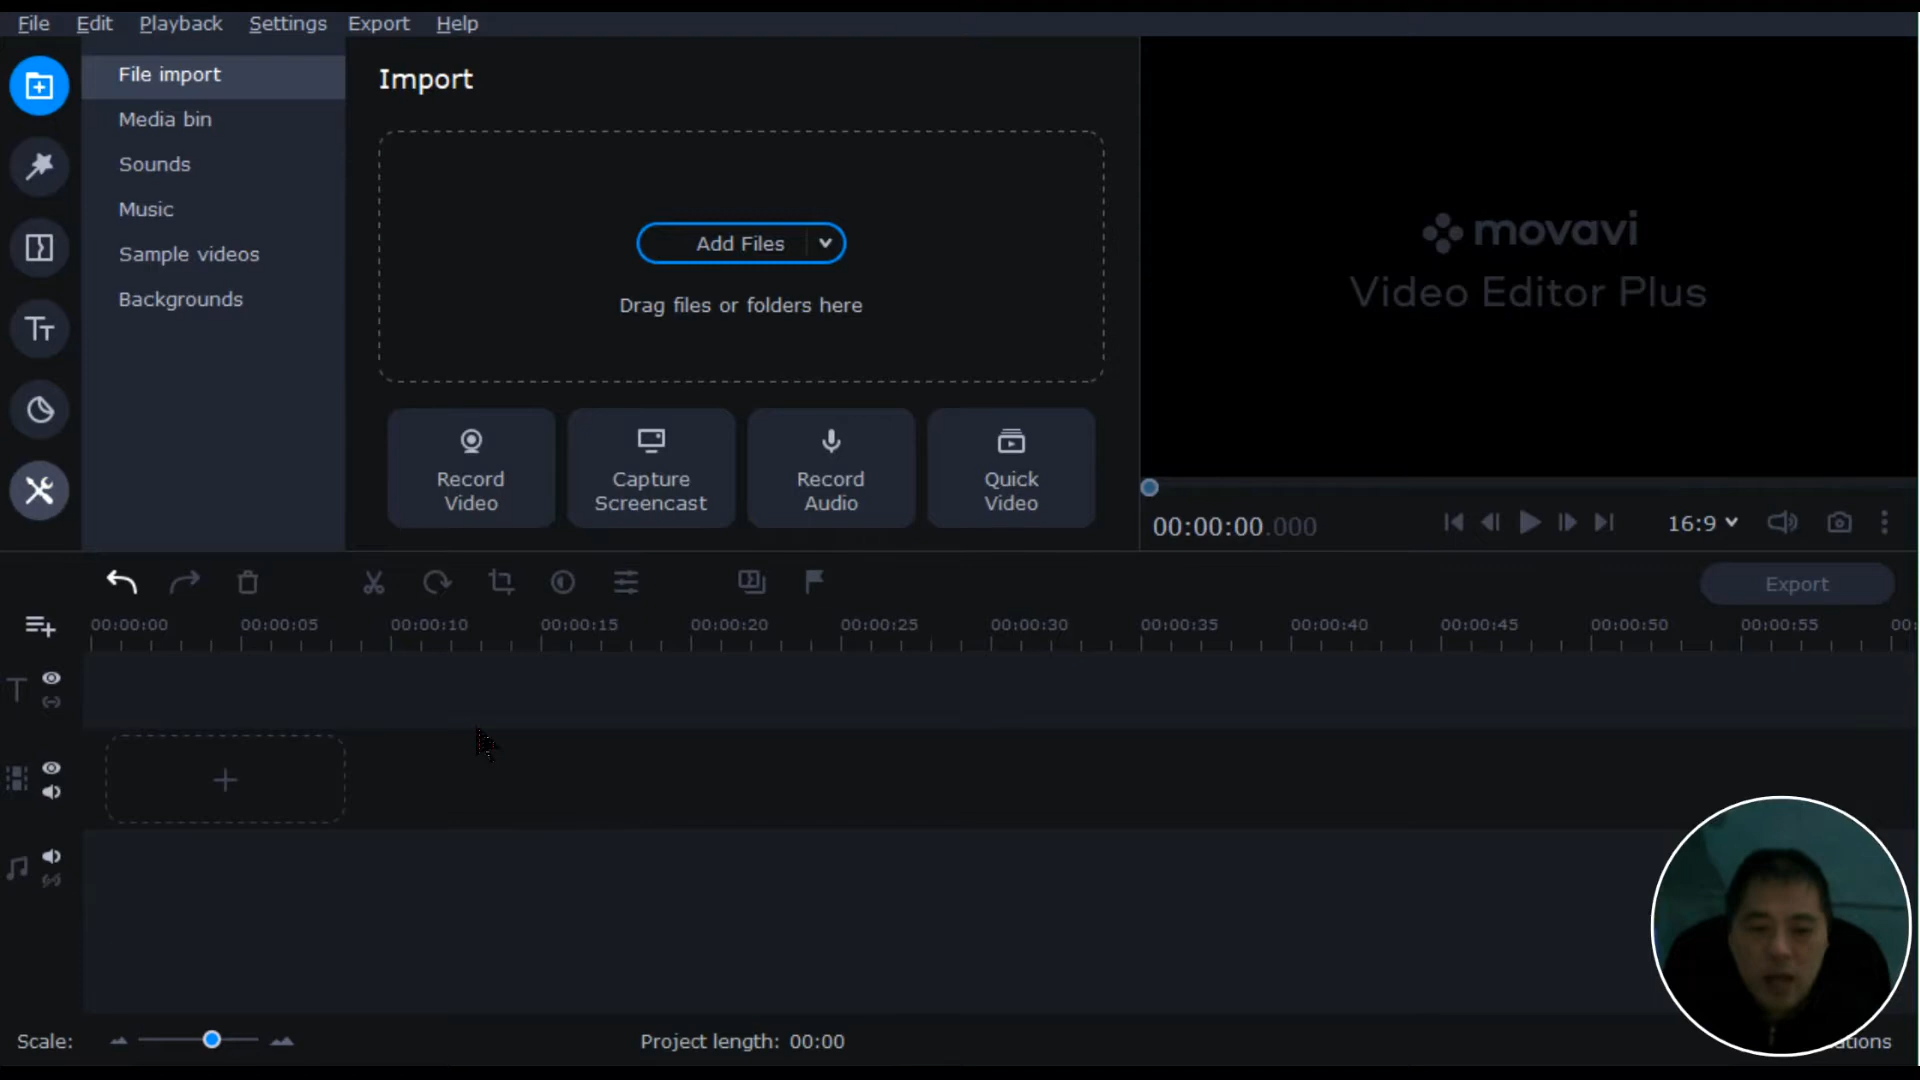 File Edit Playback Settings Export Help
File import
Media bin
Sounds
Music
Sample videos
Backgrounds
Import
Add Files
Drag files or folders here
Record
Video
Capture
Screencast
Record
Audio
Quick
Video
movavi
Video Editor Plus
00:00:00.000
16:9
Export
00:00:00 00:00:05 00:00:10 00:00:15 00:00:20 00:00:25 00:00:30 00:00:35 00:00:40 00:00:45 00:00:50 00:00:55 00:
Scale:
Project length: 00:00